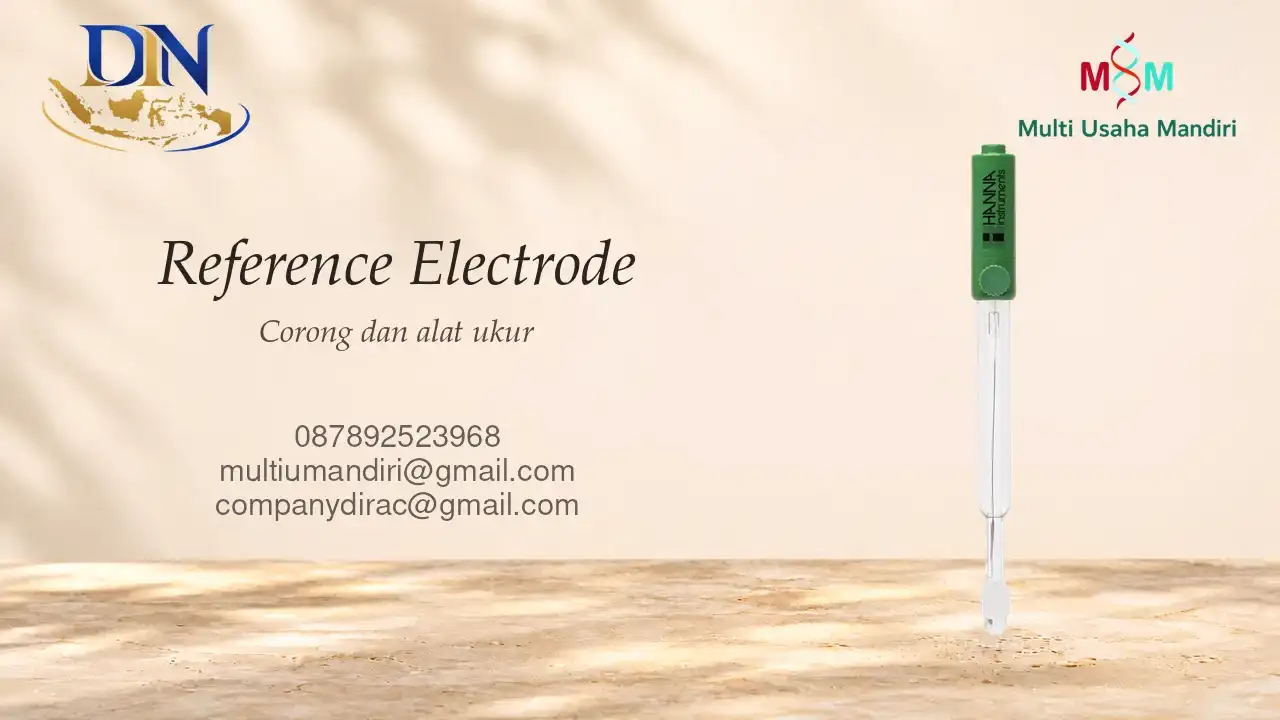 DIN
MSM
Multi Usaha Mandiri
HANNA
instruments
Reference Electrode
Corong dan alat ukur
087892523968
multiumandiri@gmail.com
companydirac@gmail.com